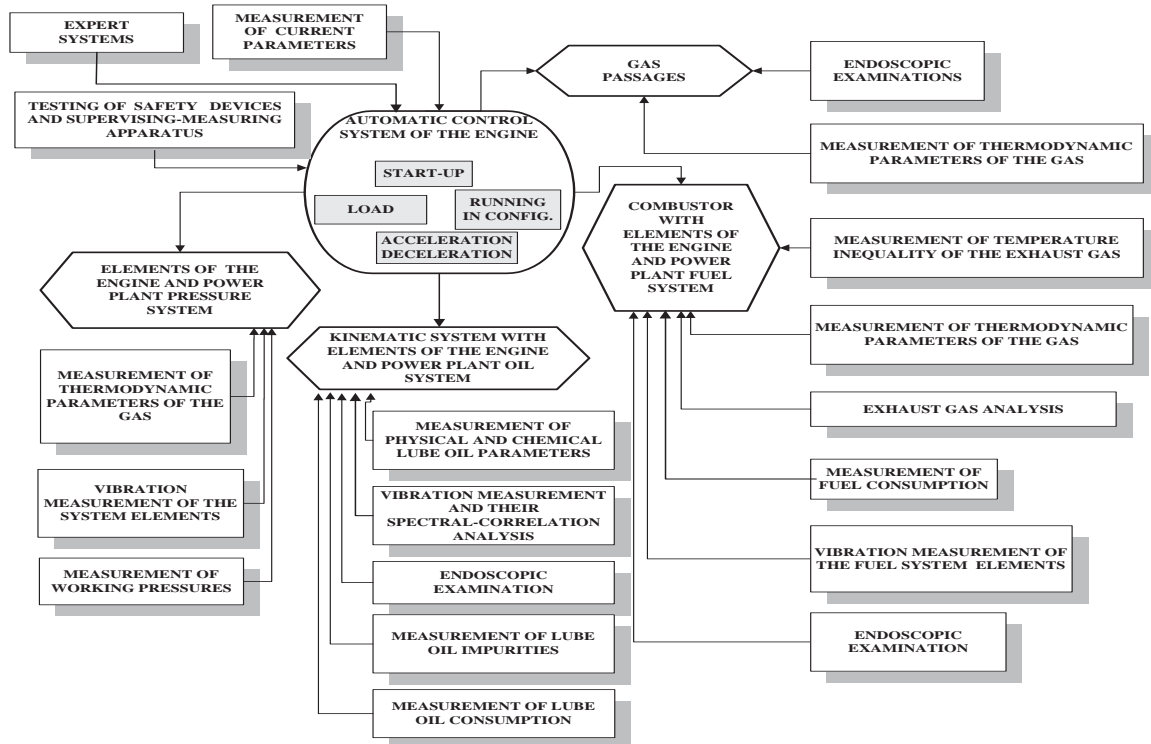 EXPERT
SYSTEMS
MEASUREMENT
OF CURRENT
PARAMETERS
GAS
PASSAGES
ENDOSCOPIC
EXAMINATIONS
TESTING OF SAFETY DEVICES
AND SUPERVISING-MEASURING
APPARATUS
AUTOMATIC CONTROL
SYSTEM OF THE ENGINE
START-UP
LOAD
RUNNING
IN CONFIG.
ACCELERATION
DECELERATION
MEASUREMENT OF THERMODYNAMIC
PARAMETERS OF THE GAS
COMBUSTOR
WITH
ELEMENTS OF
THE ENGINE
AND POWER
PLANT FUEL
SYSTEM
MEASUREMENT OF TEMPERATURE
INEQUALITY OF THE EXHAUST GAS
ELEMENTS OF THE
ENGINE AND POWER
PLANT PRESSURE
SYSTEM
KINEMATIC SYSTEM WITH
ELEMENTS OF THE ENGINE
AND POWER PLANT OIL
SYSTEM
MEASUREMENT OF THERMODYNAMIC
PARAMETERS OF THE GAS
MEASUREMENT OF
THERMODYNAMIC
PARAMETERS OF THE
GAS
EXHAUST GAS ANALYSIS
MEASUREMENT OF
PHYSICAL AND CHEMICAL
LUBE OIL PARAMETERS
MEASUREMENT OF
FUEL CONSUMPTION
VIBRATION
MEASUREMENT OF THE
SYSTEM ELEMENTS
VIBRATION MEASUREMENT
AND THEIR
SPECTRAL-CORRELATION
ANALYSIS
VIBRATION MEASUREMENT OF
THE FUEL SYSTEM ELEMENTS
MEASUREMENT OF
WORKING PRESSURES
ENDOSCOPIC
EXAMINATION
MEASUREMENT OF LUBE
OIL IMPURITIES
ENDOSCOPIC
EXAMINATION
MEASUREMENT OF LUBE
OIL CONSUMPTION